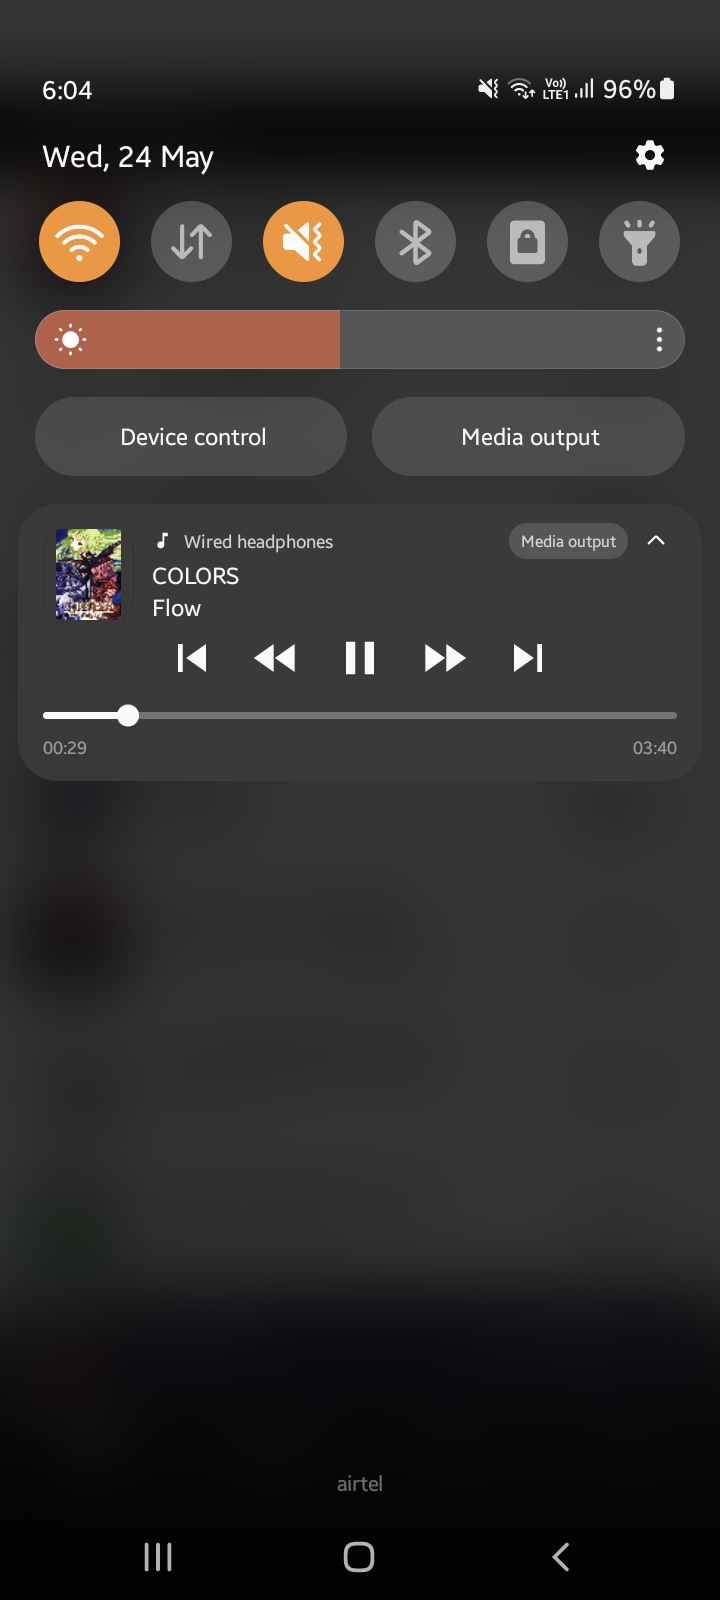 6:04 Vo)) LTE1 96%
Wed, 24 May
Device control Media output
Wired headphones Media output
COLORS
Flow
00:29 03:40
airtel